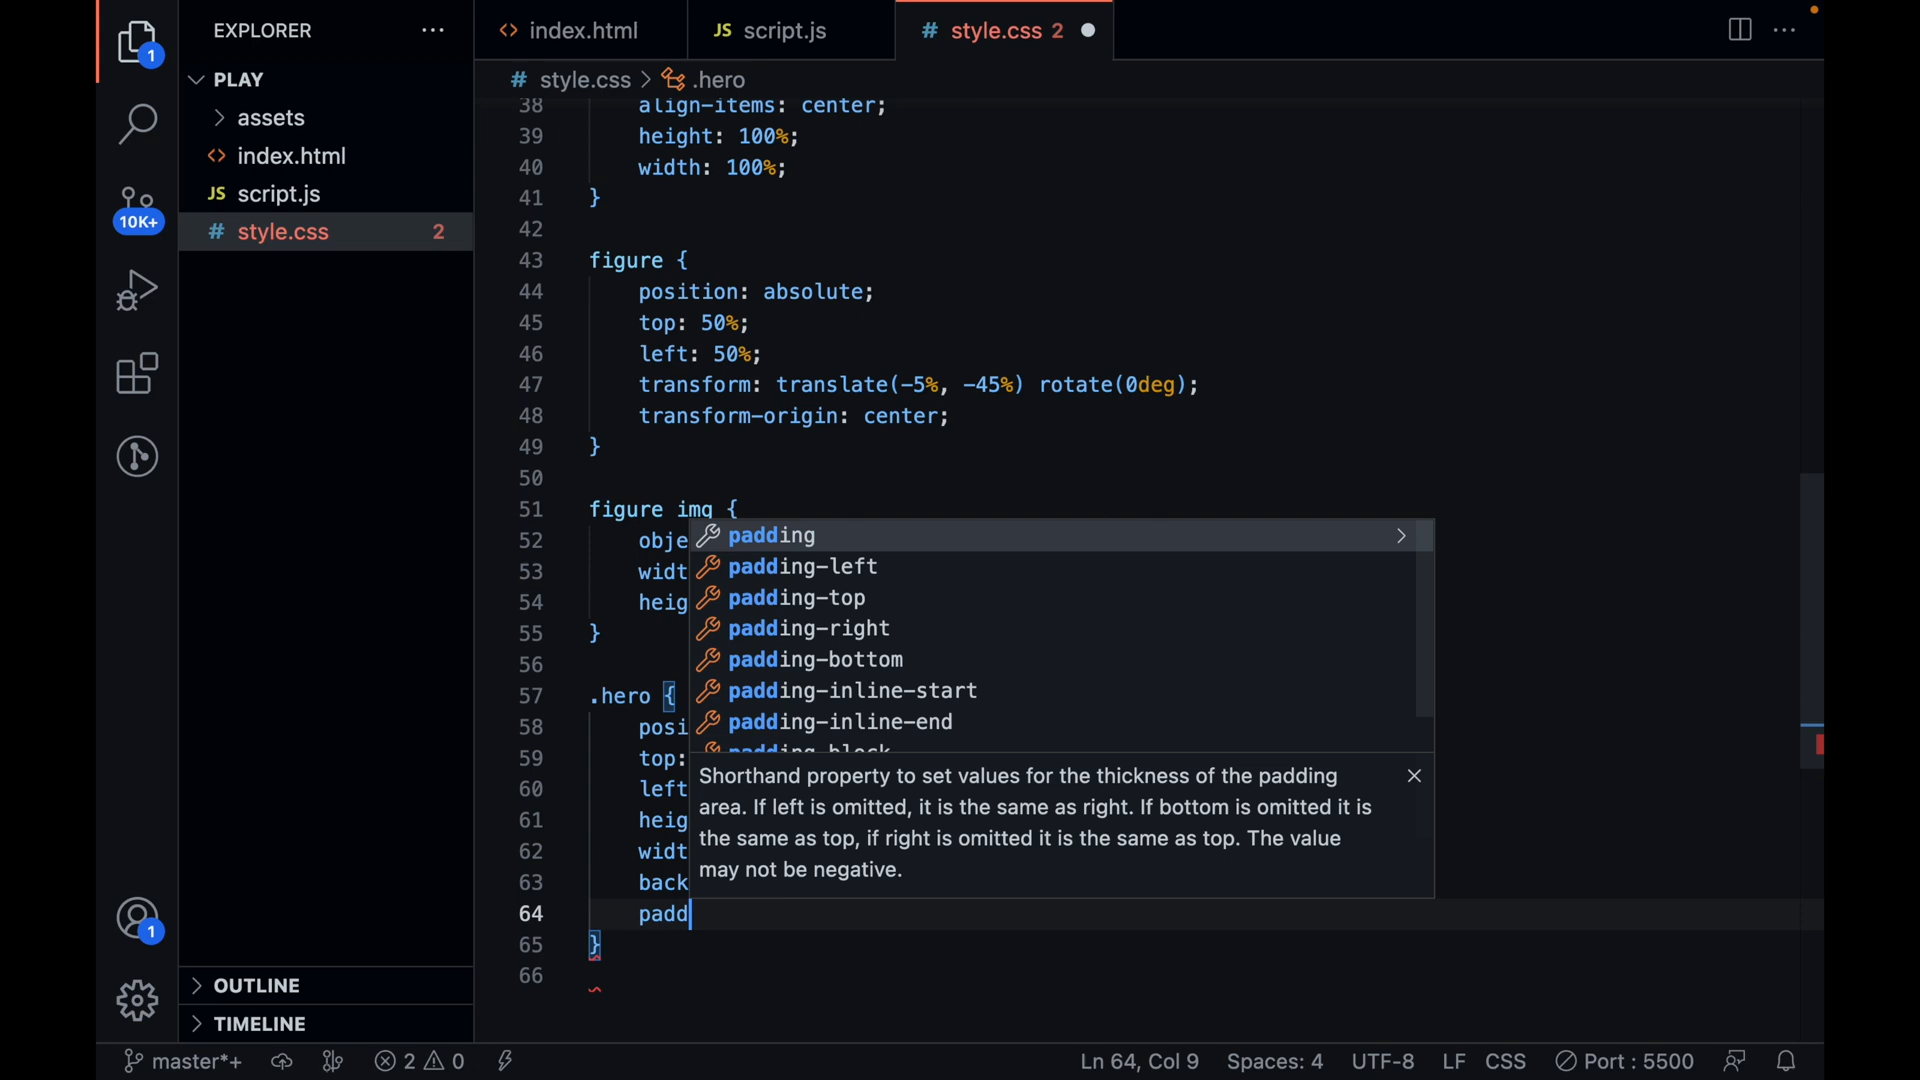 EXPLORER
index.html
JS script.js
# style.css 2
1
PLAY
# style.css > .hero
assets
index.html
JS script.js
# style.css 2
10K+
38 align-items: center;
39 height: 100%;
40 width: 100%;
41 }
42
43 figure {
44 position: absolute;
45 top: 50%;
46 left: 50%;
47 transform: translate(-5%, -45%) rotate(0deg);
48 transform-origin: center;
49 }
50
51 figure img {
52 obje
53 widt
54 heig
55 }
56
57 .hero {
58 posi
59 top:
60 left
61 heig
62 widt
63 back
64 padd
65 }
66
padding
padding-left
padding-top
padding-right
padding-bottom
padding-inline-start
padding-inline-end
padding-block
Shorthand property to set values for the thickness of the padding
area. If left is omitted, it is the same as right. If bottom is omitted it is
the same as top, if right is omitted it is the same as top. The value
may not be negative.
1
OUTLINE
TIMELINE
master*+
2 0
Ln 64, Col 9
Spaces: 4
UTF-8
LF
CSS
Port : 5500